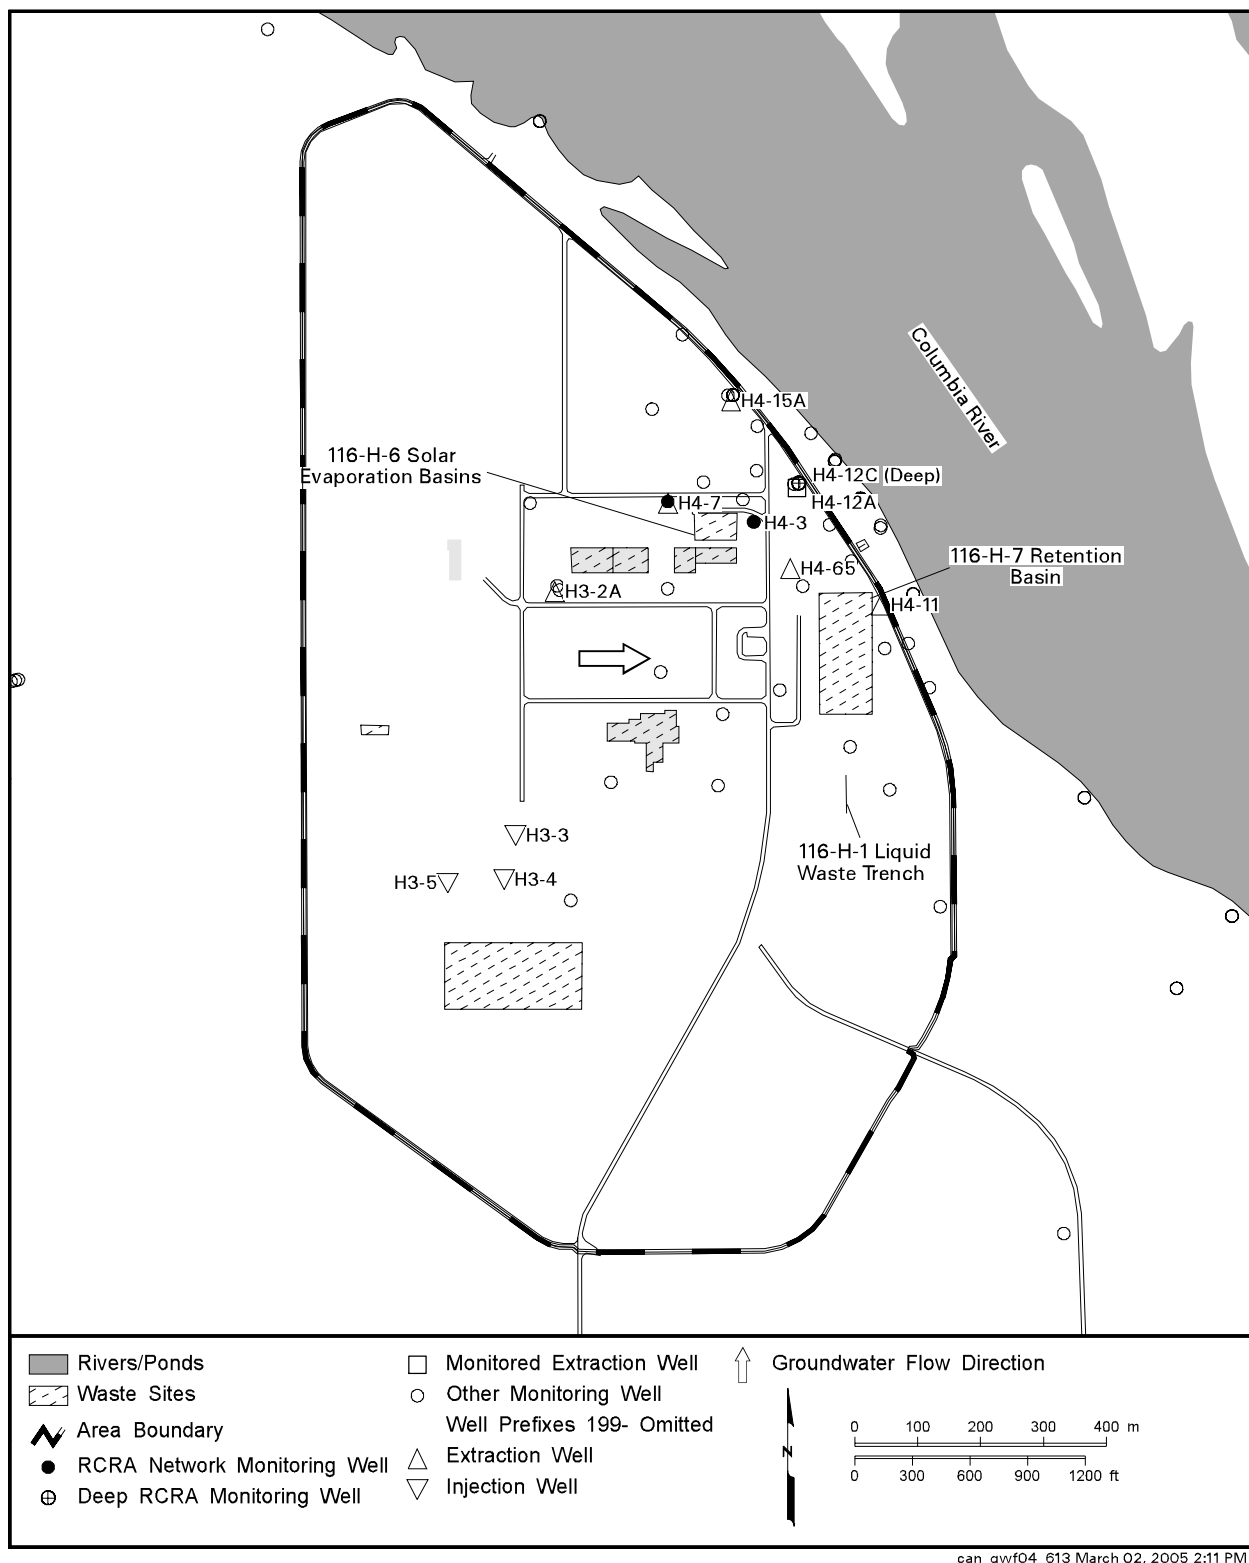 Columbia River
H4-15A
116-H-6 Solar
Evaporation Basins
H4-12C (Deep)
H4-7
H4-12A
H4-3
116-H-7 Retention
Basin
H4-65
H3-2A
H4-11
H3-3
116-H-1 Liquid
Waste Trench
H3-5
H3-4
Rivers/Ponds
Waste Sites
Area Boundary
RCRA Network Monitoring Well
Deep RCRA Monitoring Well
Monitored Extraction Well
Other Monitoring Well
Well Prefixes 199- Omitted
Extraction Well
Injection Well
Groundwater Flow Direction
N
0 100 200 300 400 m
0 300 600 900 1200 ft
can_gwf04_613 March 02, 2005 2:11 PM